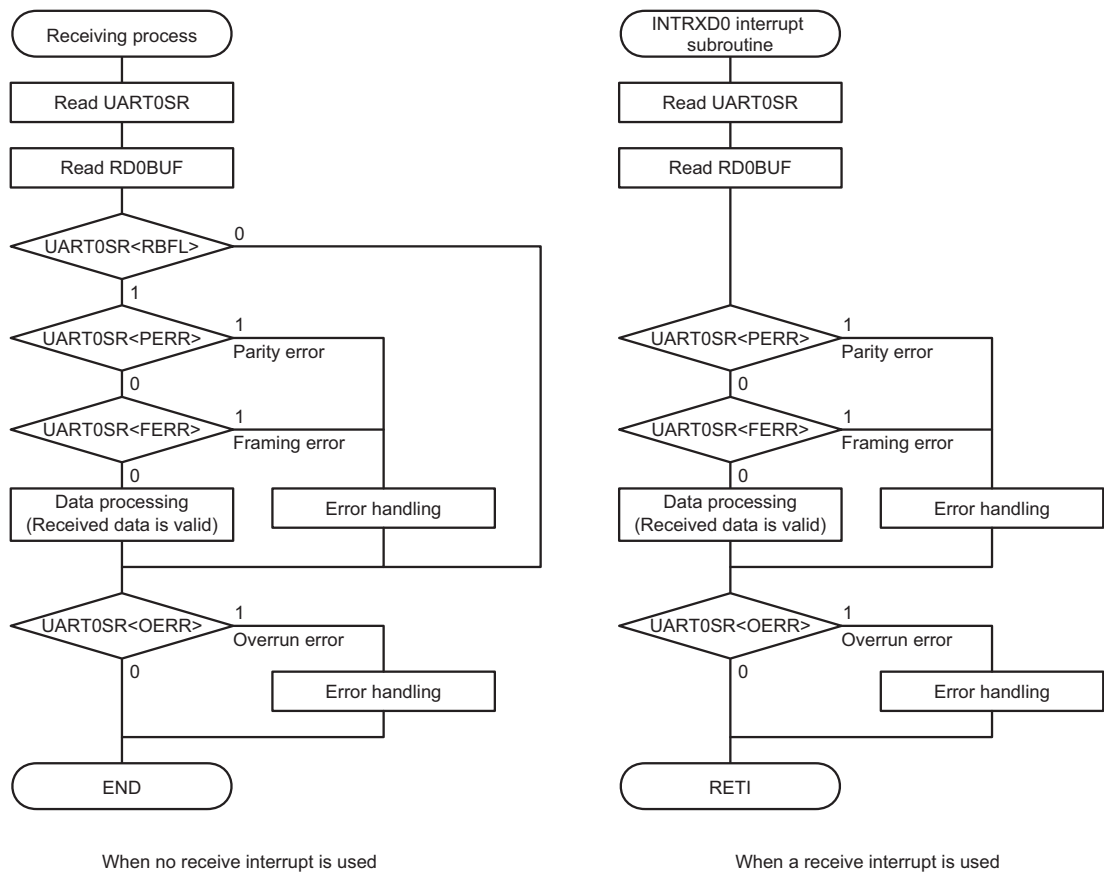 Receiving process
Read UART0SR
Read RD0BUF
UART0SR<RBFL>
0
1
UART0SR<PERR>
1
Parity error
0
UART0SR<FERR>
1
Framing error
0
Data processing
(Received data is valid)
Error handling
UART0SR<OERR>
1
Overrun error
0
Error handling
END
When no receive interrupt is used
INTRXD0 interrupt
subroutine
Read UART0SR
Read RD0BUF
UART0SR<PERR>
1
Parity error
0
UART0SR<FERR>
1
Framing error
0
Data processing
(Received data is valid)
Error handling
UART0SR<OERR>
1
Overrun error
0
Error handling
RETI
When a receive interrupt is used